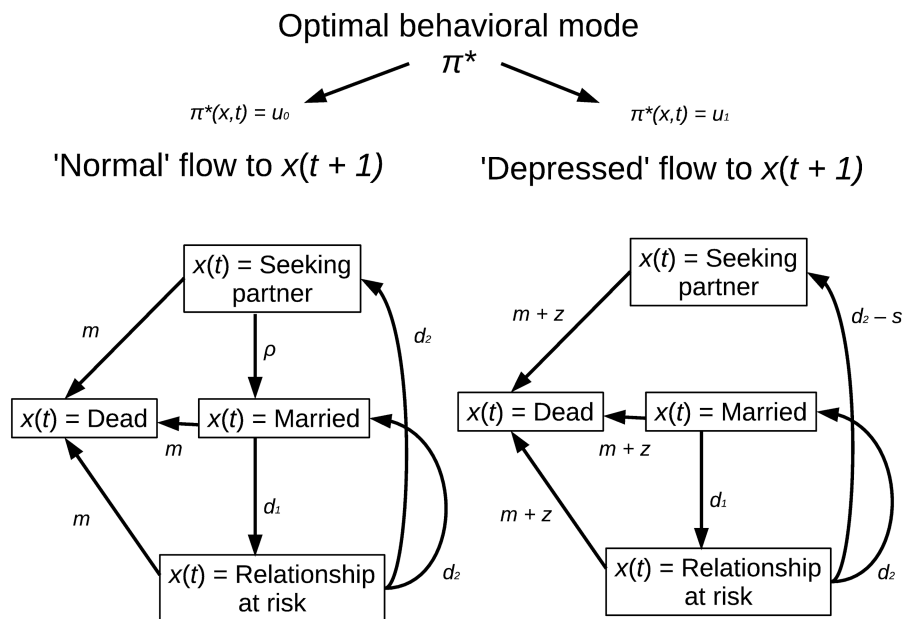 Optimal behavioral mode
π*
π*(x,t) = u₀
π*(x,t) = u₁
'Normal' flow to x(t + 1)
'Depressed' flow to x(t + 1)
x(t) = Seeking
partner
m
ρ
d₂
x(t) = Dead
x(t) = Married
m
m
d₁
d₂
x(t) = Relationship
at risk
x(t) = Seeking
partner
m + z
d₂ – s
x(t) = Dead
x(t) = Married
m + z
m + z
d₁
d₂
x(t) = Relationship
at risk